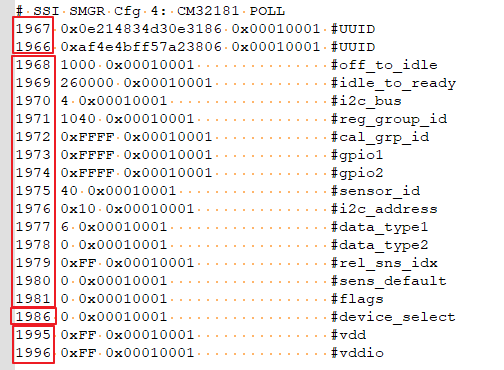 # SSI SMGR Cfg 4: CM32181 POLL
1967 0x0e214834d30e3186 0x00010001 #UUID
1966 0xaf4e4bff57a23806 0x00010001 #UUID
1968 1000 0x00010001 #off_to_idle
1969 260000 0x00010001 #idle_to_ready
1970 4 0x00010001 #i2c_bus
1971 1040 0x00010001 #reg_group_id
1972 0xFFFF 0x00010001 #cal_grp_id
1973 0xFFFF 0x00010001 #gpio1
1974 0xFFFF 0x00010001 #gpio2
1975 40 0x00010001 #sensor_id
1976 0x10 0x00010001 #i2c_address
1977 6 0x00010001 #data_type1
1978 0 0x00010001 #data_type2
1979 0xFF 0x00010001 #rel_sns_idx
1980 0 0x00010001 #sens_default
1981 0 0x00010001 #flags
1986 0 0x00010001 #device_select
1995 0xFF 0x00010001 #vdd
1996 0xFF 0x00010001 #vddio